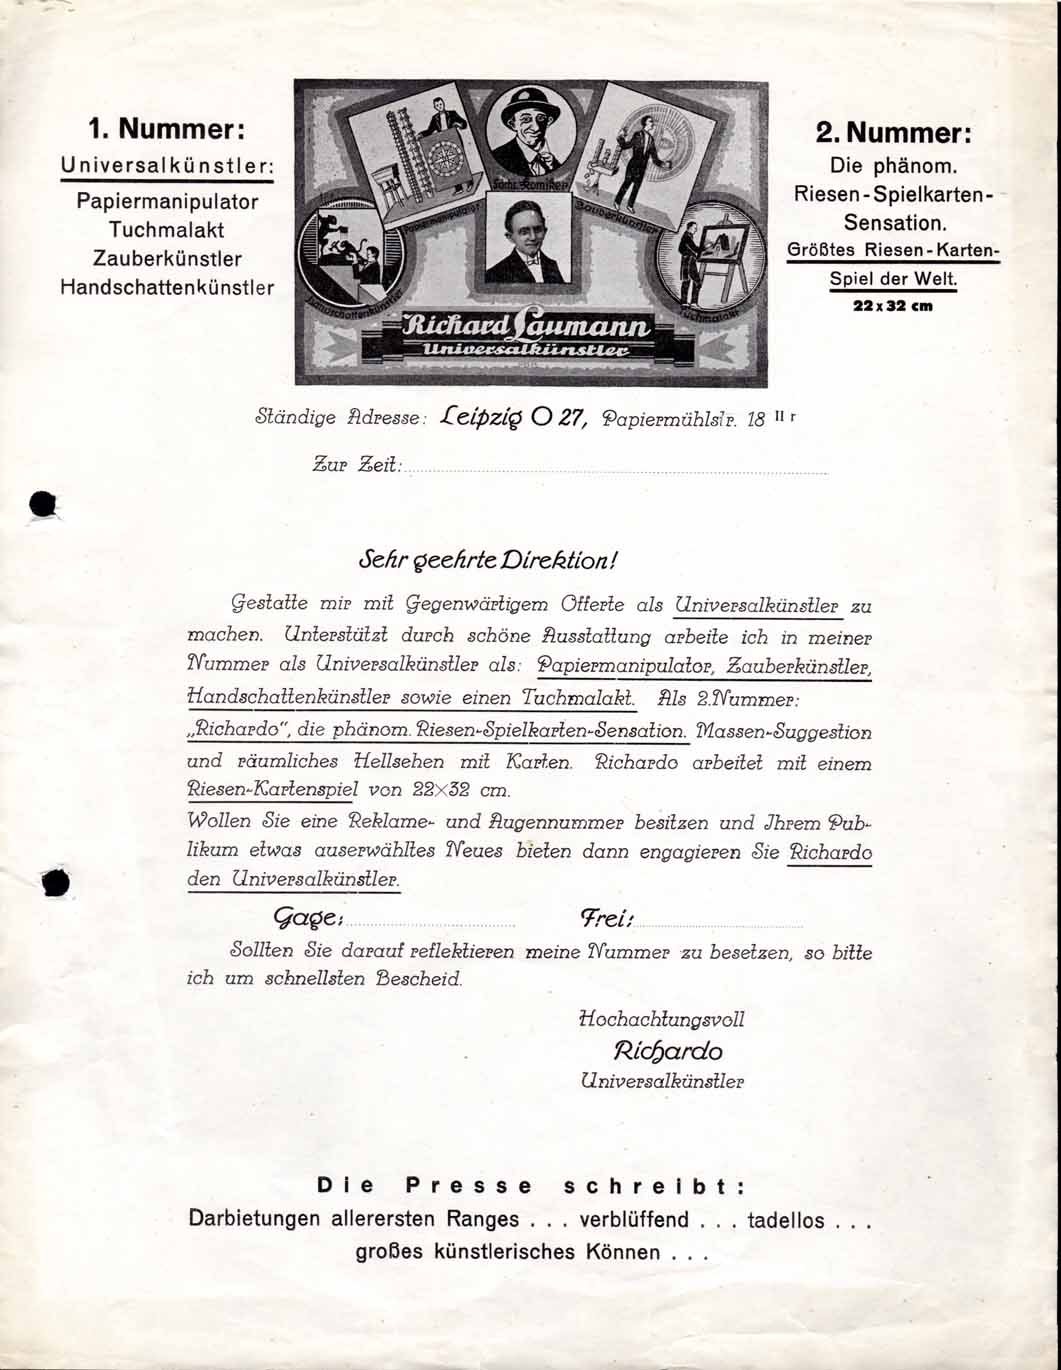 1. Nummer:
Universalkünstler:
Papiermanipulator
Tuchmalakt
Zauberkünstler
Handschattenkünstler
Sächs. Komiker
Papiermanipulator
Zauberkünstler
Handschattenkünstler
Tuchmalakt
Richard Laumann
Universalkünstler
2. Nummer:
Die phänom.
Riesen-Spielkarten-
Sensation.
Größtes Riesen-Karten-
Spiel der Welt.
22 x 32 cm
Ständige Adresse: Leipzig O 27, Papiermühlstr. 18 II r
Zur Zeit:
Sehr geehrte Direktion!
Gestatte mir mit Gegenwärtigem Offerte als Universalkünstler zu
machen. Unterstützt durch schöne Ausstattung arbeite ich in meiner
Nummer als Universalkünstler als: Papiermanipulator, Zauberkünstler,
Handschattenkünstler sowie einen Tuchmalakt. Als 2.Nummer:
„Richardo", die phänom. Riesen-Spielkarten-Sensation. Massen-Suggestion
und räumliches Hellsehen mit Karten. Richardo arbeitet mit einem
Riesen-Kartenspiel von 22×32 cm.
Wollen Sie eine Reklame- und Augennummer besitzen und Ihrem Pub-
likum etwas auserwähltes Neues bieten dann engagieren Sie Richardo
den Universalkünstler.
Gage: Frei:
Sollten Sie darauf reflektieren meine Nummer zu besetzen, so bitte
ich um schnellsten Bescheid.
Hochachtungsvoll
Richardo
Universalkünstler
Die Presse schreibt:
Darbietungen allerersten Ranges . . . verblüffend . . . tadellos . . .
großes künstlerisches Können . . .